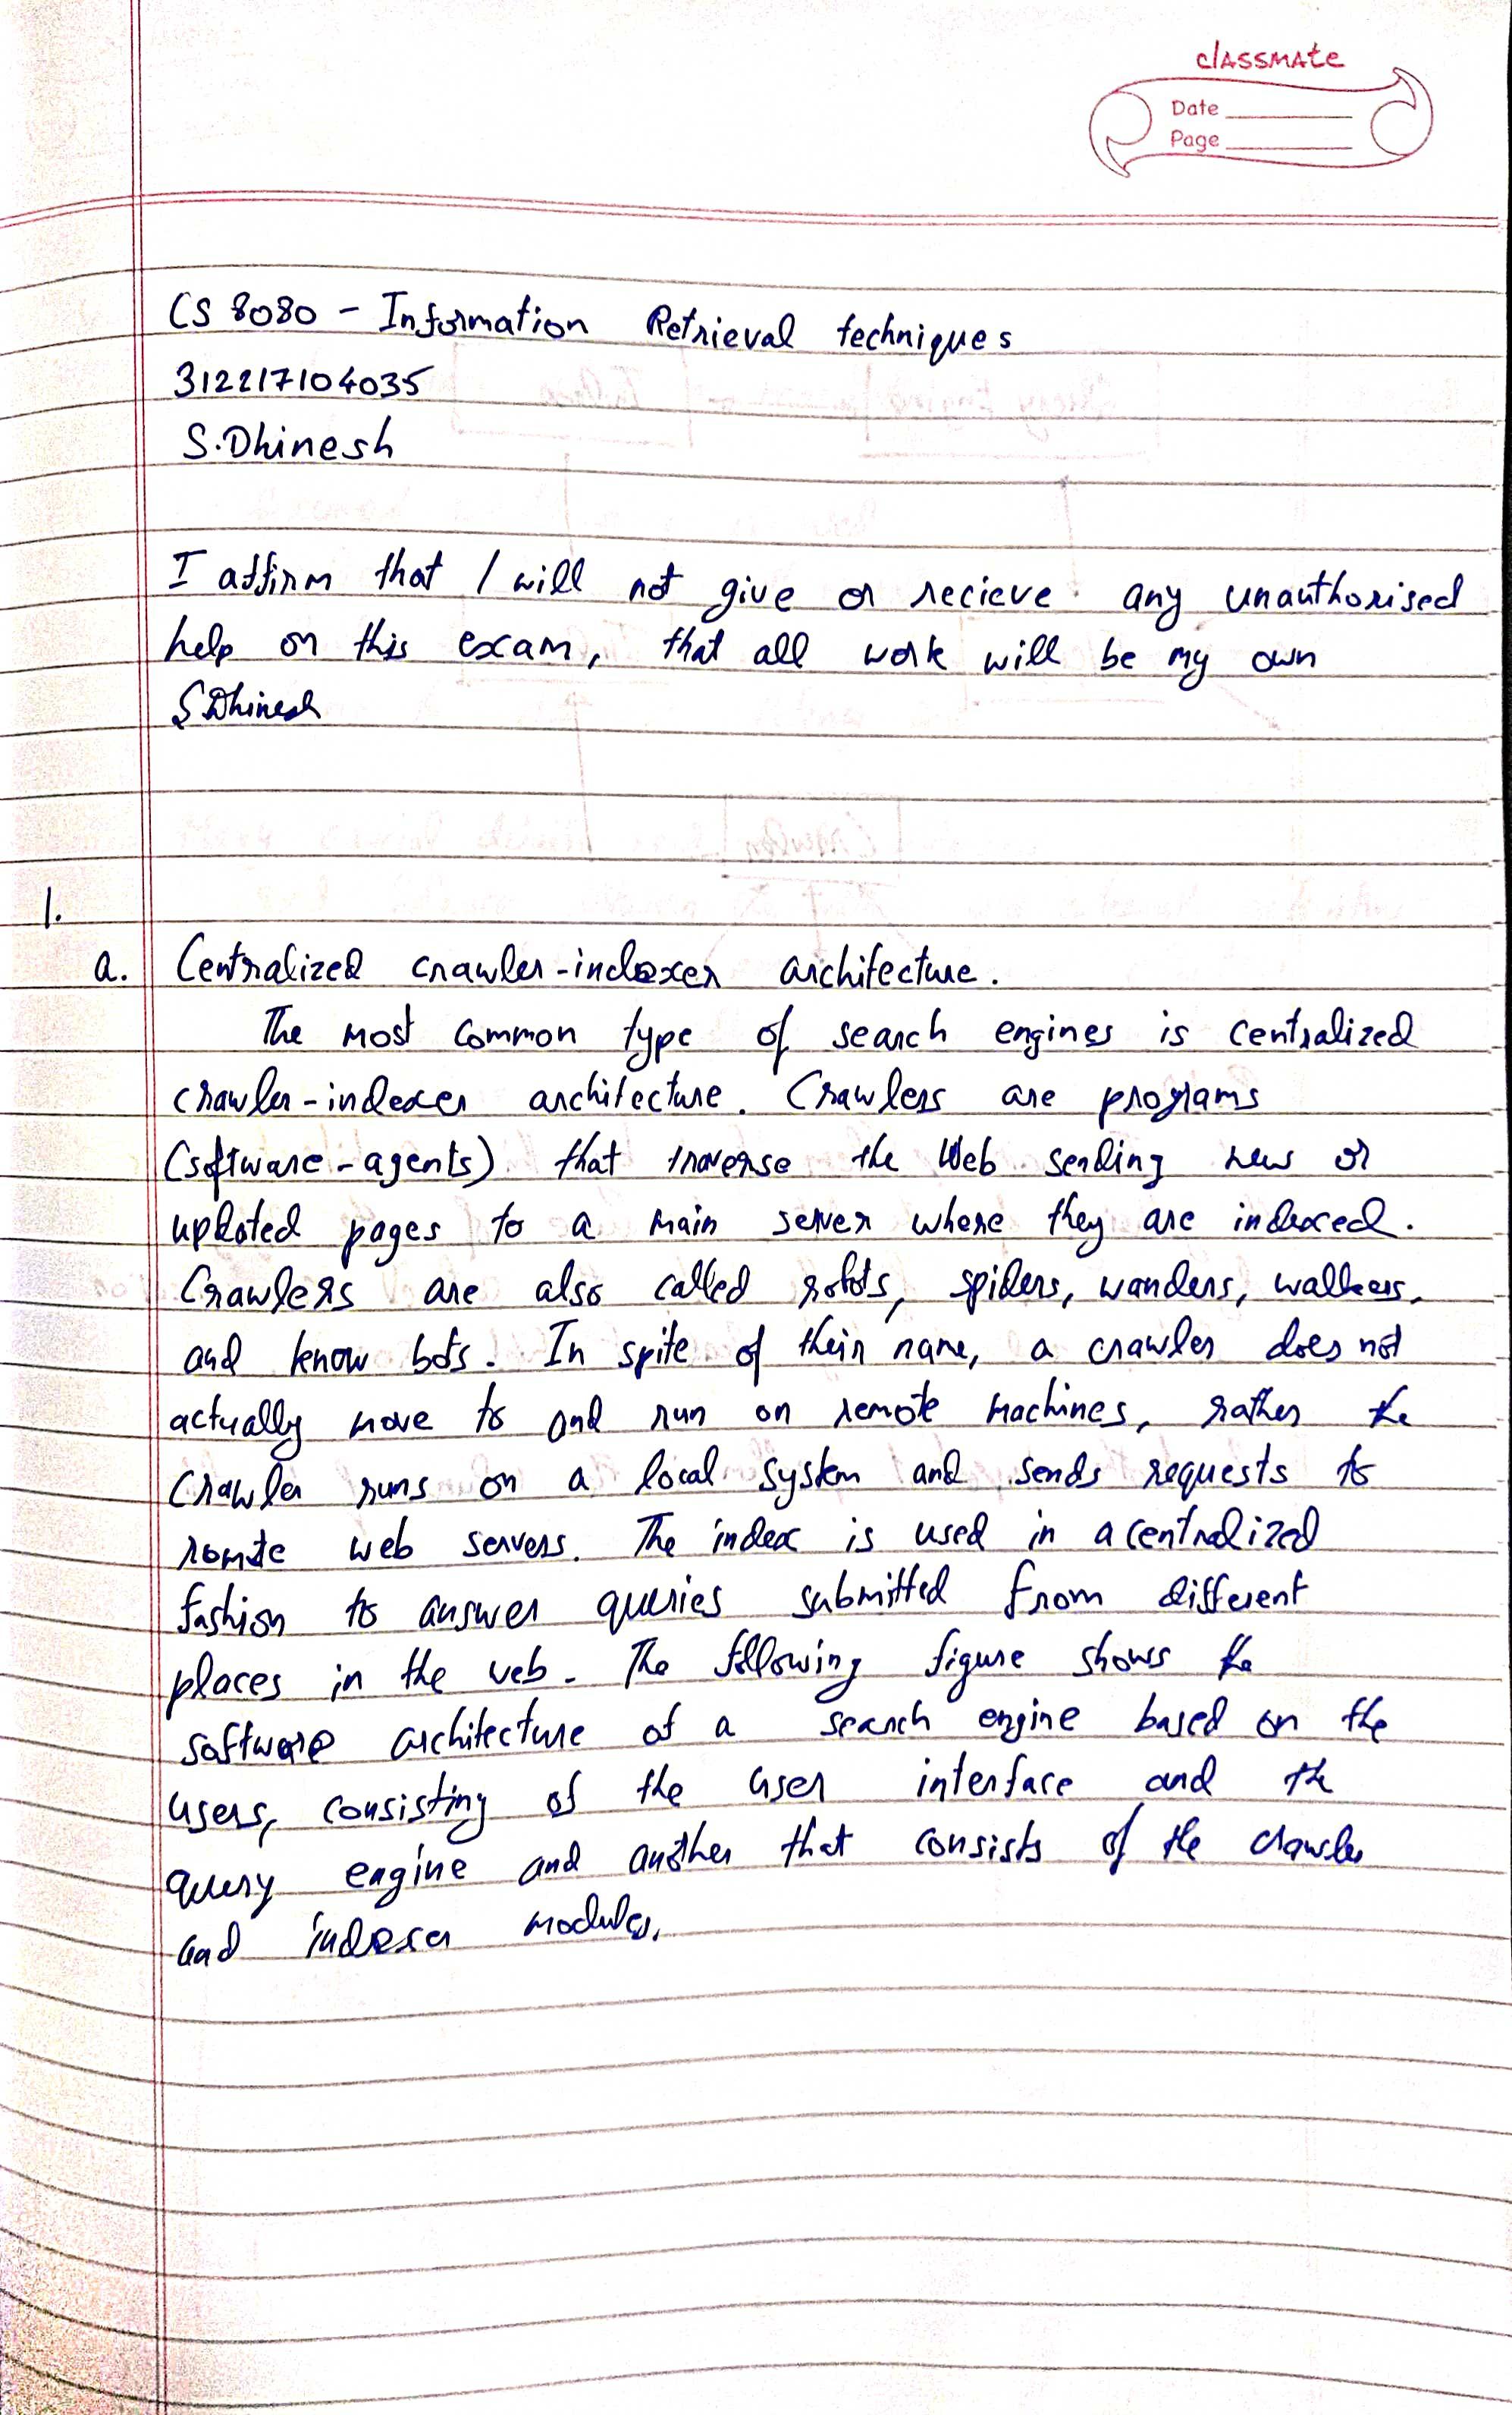 classmate
Date
Page
CS 8080 - Information Retrieval techniques
312217104035
S.Dhinesh
I affirm that I will not give or recieve any unauthorised
help on this exam, that all work will be my own
S Dhinesh
1.
a. Centralized crawler-indexer architecture.
The most common type of search engines is centralized
crawler-indexer architecture. Crawlers are programs
(software-agents) that traverse the Web sending new or
updated pages to a main server where they are indexed.
Crawlers are also called robots, spiders, wanders, walkers,
and know bots. In spite of their name, a crawler does not
actually move to and run on remote machines, rather the
Crawler runs on a local system and sends requests to
romote web servers. The index is used in a centralized
fashion to answer queries submitted from different
places in the web. The following figure shows the
software architecture of a search engine based on the
users, consisting of the user interface and the
query engine and another that consists of the crawler
and indexer modules.